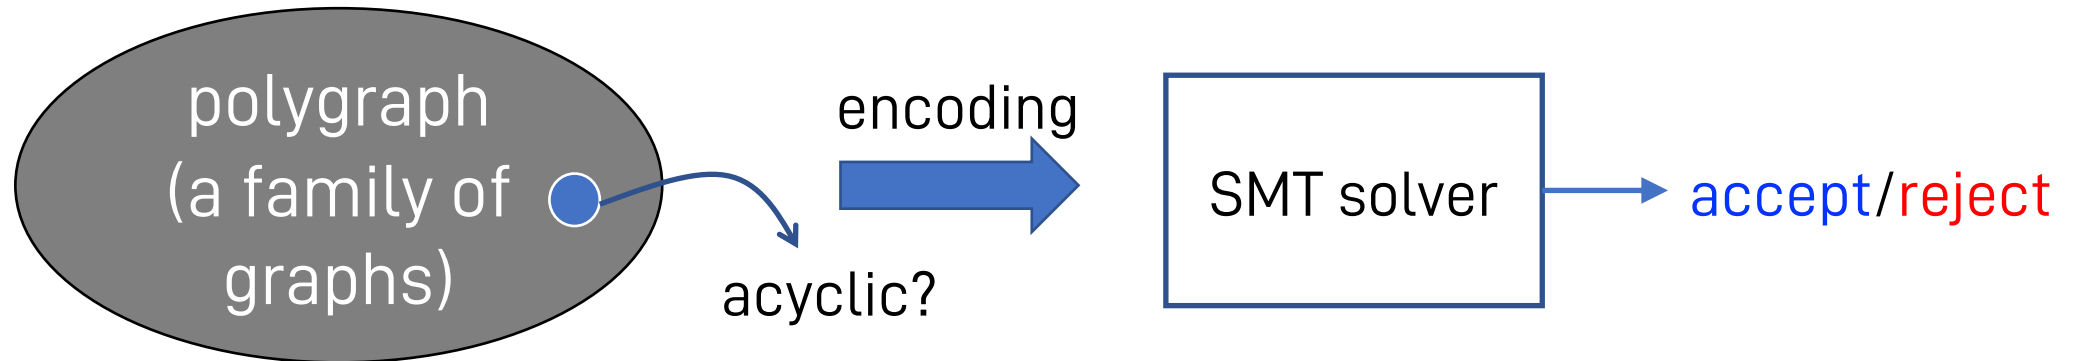 polygraph
(a family of
graphs)
acyclic?
encoding
SMT solver
accept/reject